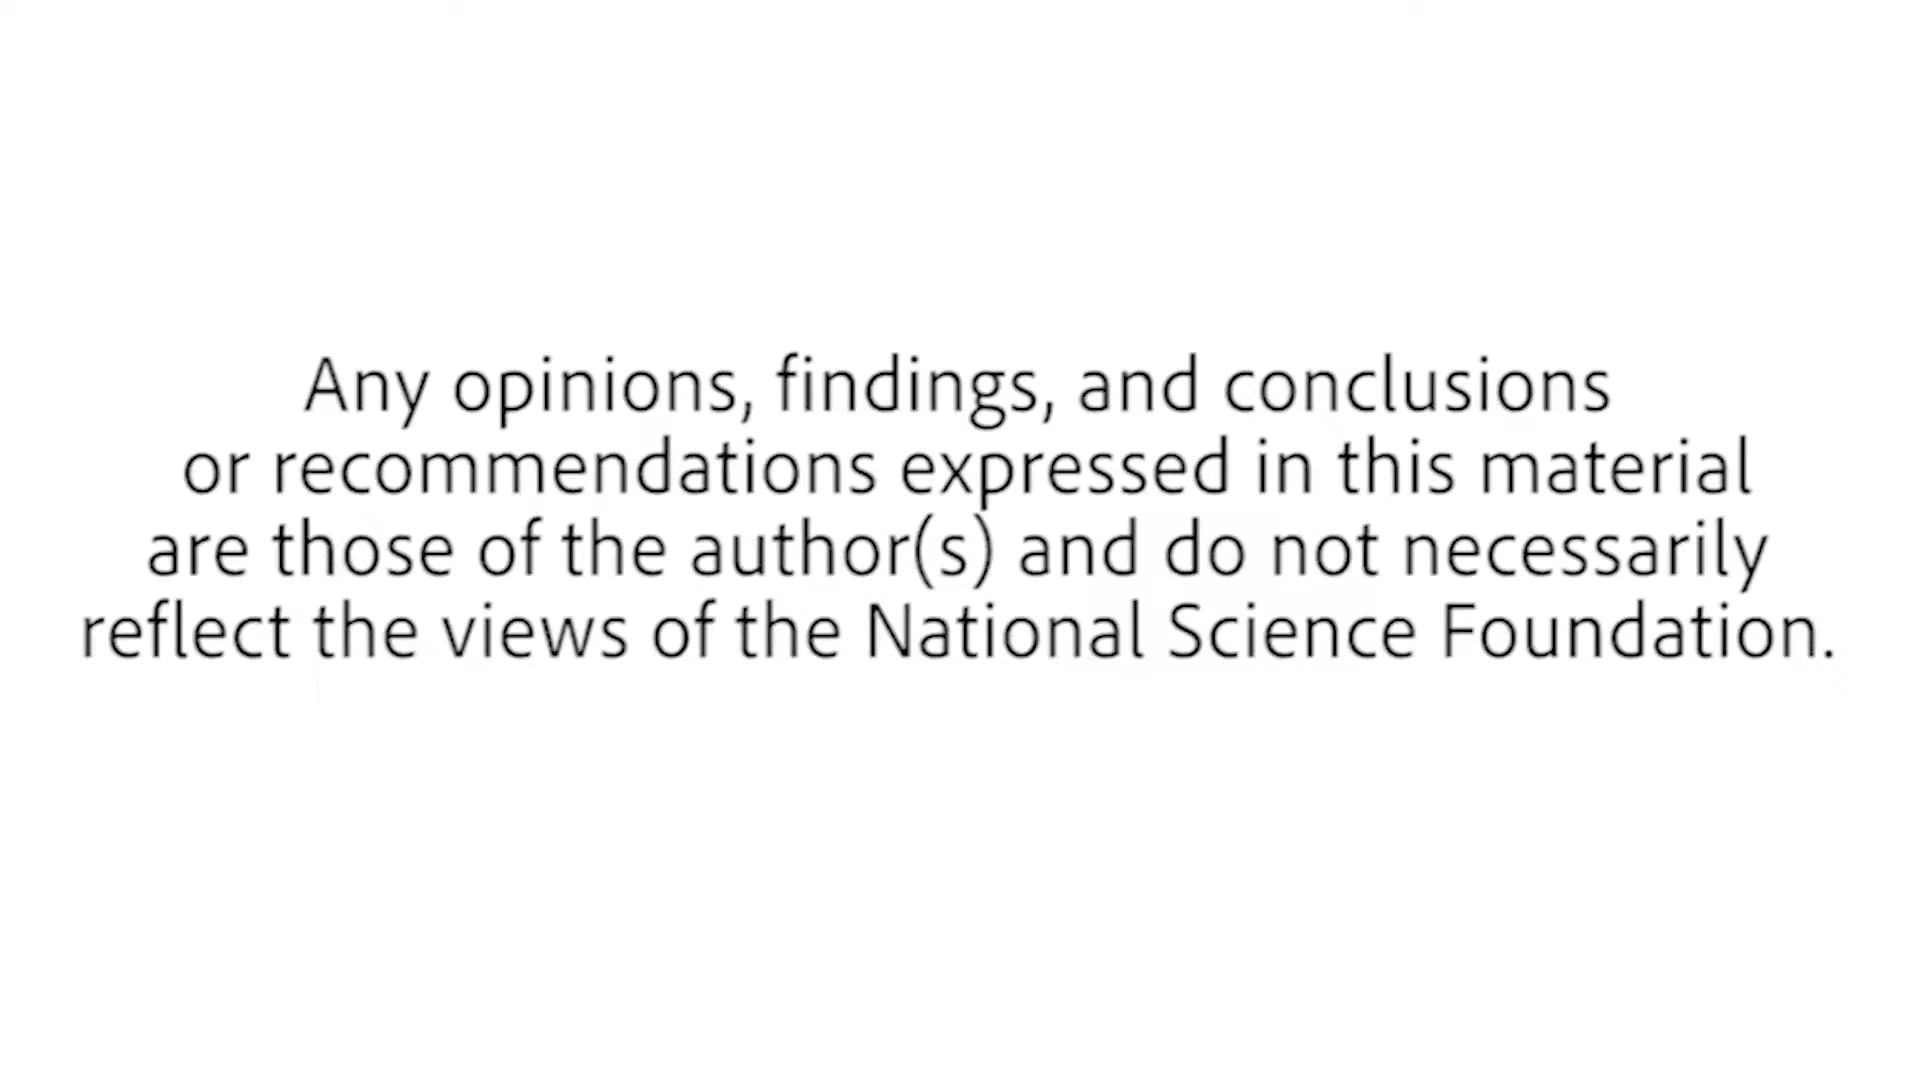 Any opinions, findings, and conclusions
or recommendations expressed in this material
are those of the author(s) and do not necessarily
reflect the views of the National Science Foundation.